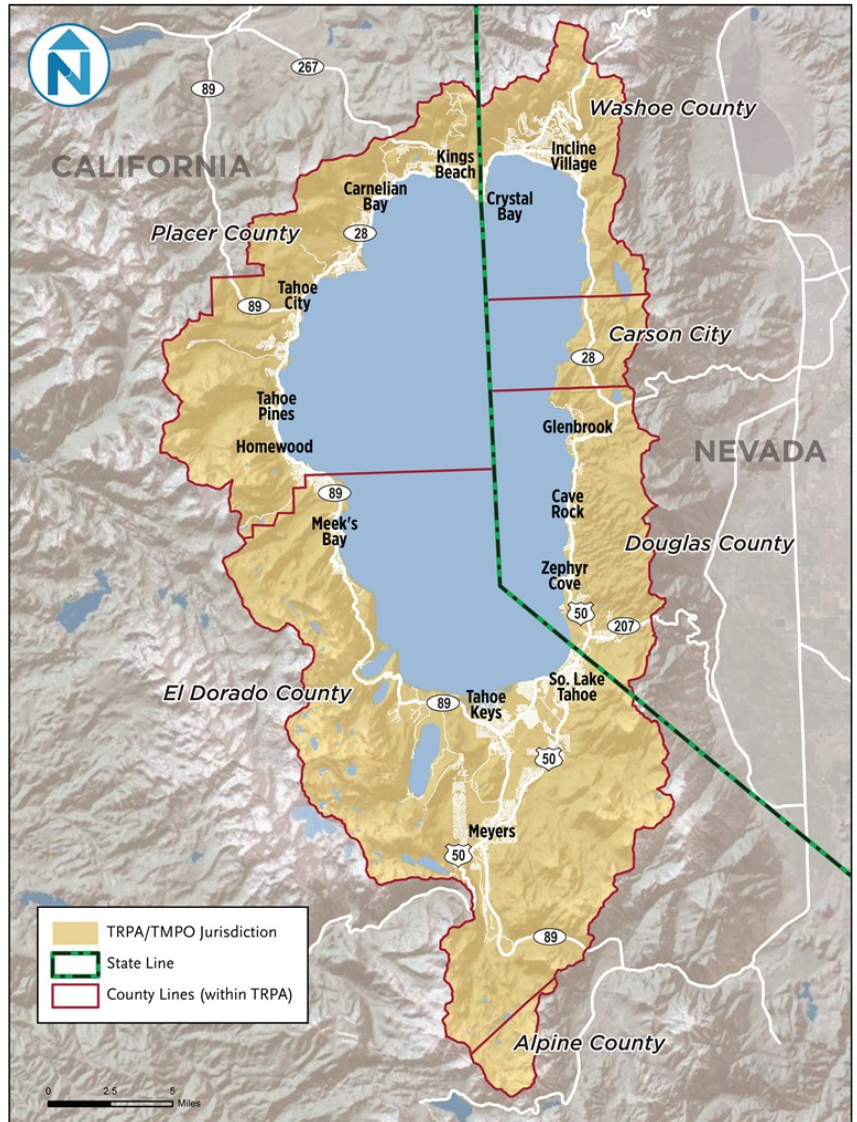 N
89
267
Washoe County
CALIFORNIA
Kings
Beach
Incline
Village
Carnelian
Bay
Crystal
Bay
Placer County
28
Tahoe
City
89
Carson City
28
Tahoe
Pines
Glenbrook
Homewood
NEVADA
89
Cave
Rock
Meek's
Bay
Douglas County
Zephyr
Cove
50
207
El Dorado County
So. Lake
Tahoe
Tahoe
Keys
89
50
Meyers
50
89
TRPA/TMPO Jurisdiction
State Line
County Lines (within TRPA)
Alpine County
0 2.5 5
Miles